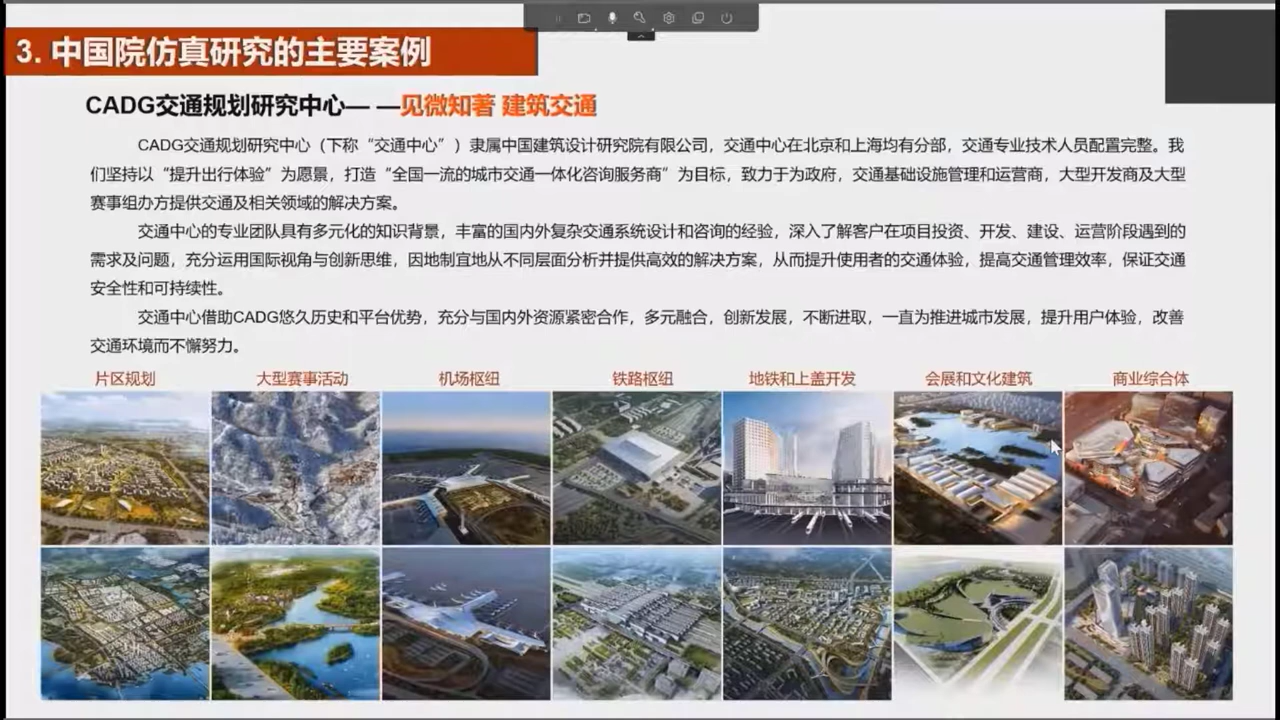 3. 中国院仿真研究的主要案例
CADG交通规划研究中心— —见微知著 建筑交通
CADG交通规划研究中心（下称“交通中心”）隶属中国建筑设计研究院有限公司，交通中心在北京和上海均有分部，交通专业技术人员配置完整。我
们坚持以“提升出行体验”为愿景，打造“全国一流的城市交通一体化咨询服务商”为目标，致力于为政府，交通基础设施管理和运营商，大型开发商及大型
赛事组办方提供交通及相关领域的解决方案。
交通中心的专业团队具有多元化的知识背景，丰富的国内外复杂交通系统设计和咨询的经验，深入了解客户在项目投资、开发、建设、运营阶段遇到的
需求及问题，充分运用国际视角与创新思维，因地制宜地从不同层面分析并提供高效的解决方案，从而提升使用者的交通体验，提高交通管理效率，保证交通
安全性和可持续性。
交通中心借助CADG悠久历史和平台优势，充分与国内外资源紧密合作，多元融合，创新发展，不断进取，一直为推进城市发展，提升用户体验，改善
交通环境而不懈努力。
片区规划 大型赛事活动 机场枢纽 铁路枢纽 地铁和上盖开发 会展和文化建筑 商业综合体